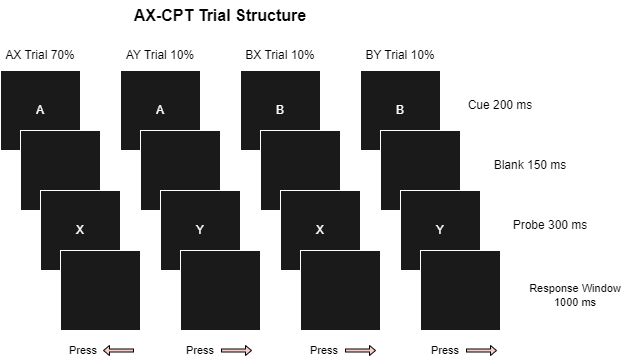 AX-CPT Trial Structure
AX Trial 70%
AY Trial 10%
BX Trial 10%
BY Trial 10%
A
A
B
B
Cue 200 ms
Blank 150 ms
X
Y
X
Y
Probe 300 ms
Response Window
1000 ms
Press
Press
Press
Press